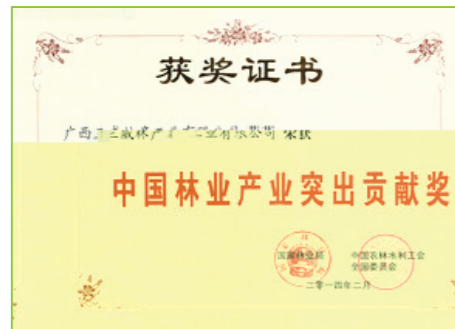 获奖证书
广西 有限公司 荣获
中国林业产业突出贡献奖
国家林业局 中国农林水利工会
全国委员会
二零一四年二月